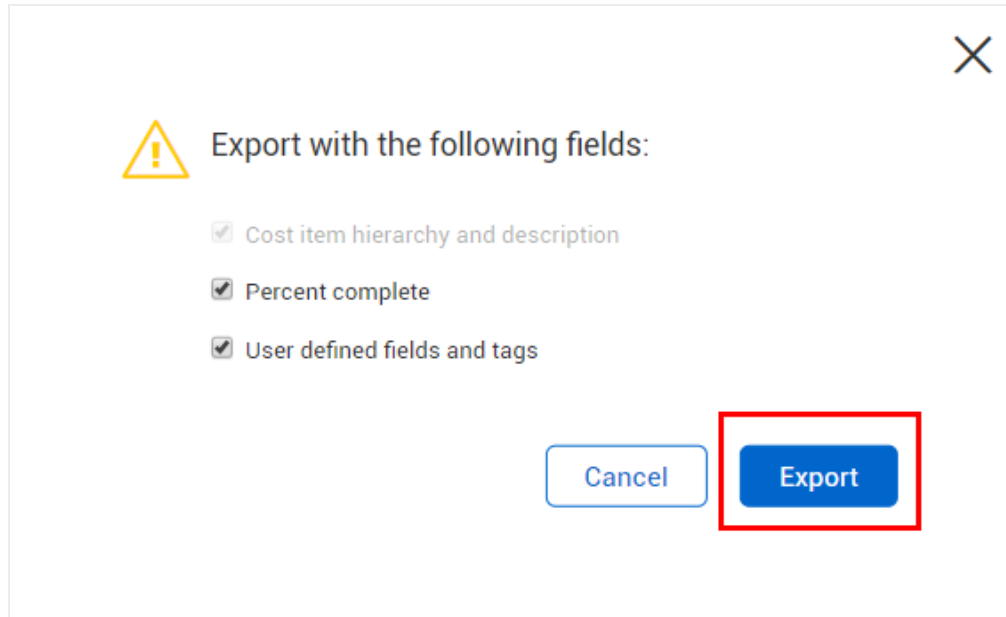 Export with the following fields:
Cost item hierarchy and description
Percent complete
User defined fields and tags
Cancel
Export